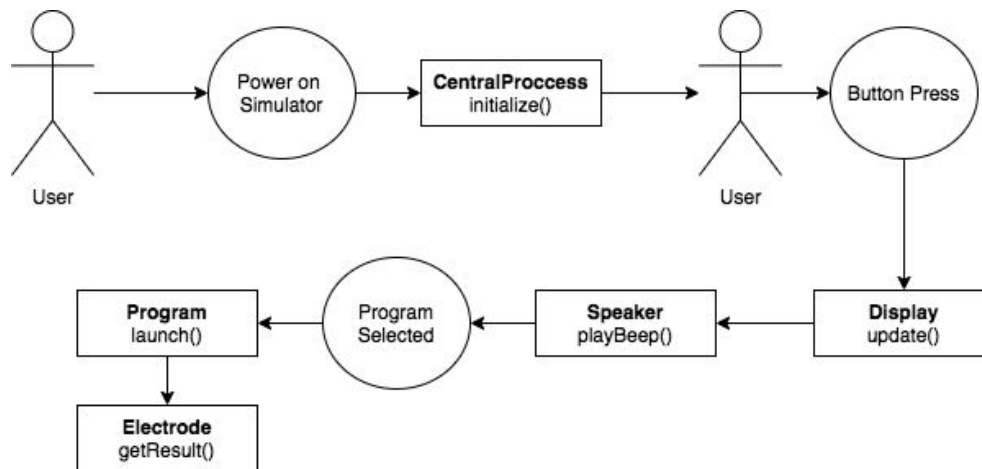 Power on
Simulator
CentralProccess
initialize()
Button Press
User
User
Program
launch()
Program
Selected
Speaker
playBeep()
Display
update()
Electrode
getResult()